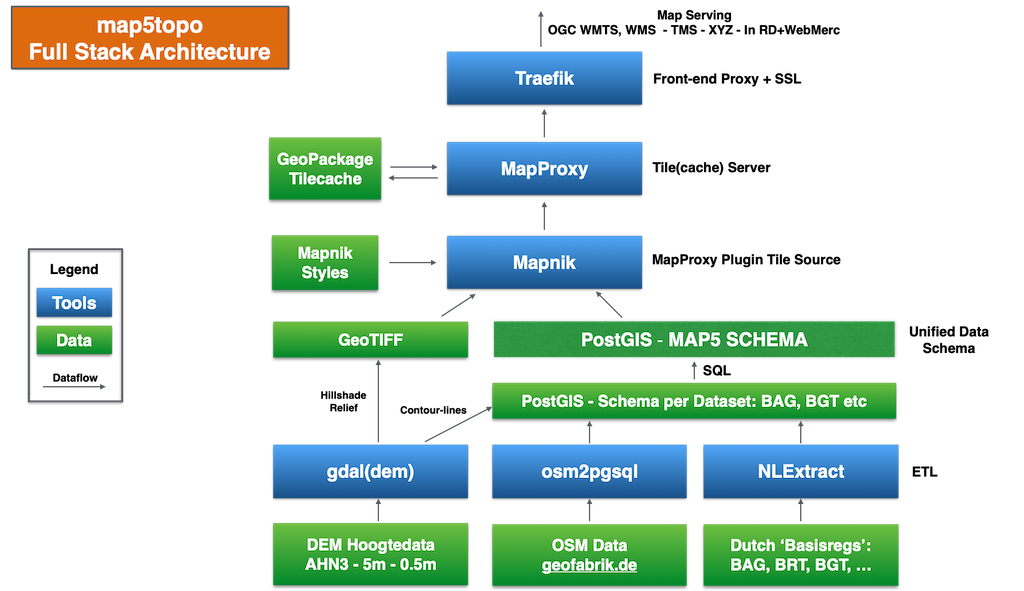 map5topo
Full Stack Architecture
Map Serving
OGC WMTS, WMS - TMS - XYZ - In RD+WebMerc
Traefik
Front-end Proxy + SSL
GeoPackage
Tilecache
MapProxy
Tile(cache) Server
Mapnik
Styles
Mapnik
MapProxy Plugin Tile Source
Legend
Tools
Data
Dataflow
GeoTIFF
PostGIS - MAP5 SCHEMA
Unified Data
Schema
SQL
Hillshade
Relief
Contour-lines
PostGIS - Schema per Dataset: BAG, BGT etc
gdal(dem)
osm2pgsql
NLExtract
ETL
DEM Hoogtedata
AHN3 - 5m - 0.5m
OSM Data
geofabrik.de
Dutch ‘Basisregs’:
BAG, BRT, BGT, ...